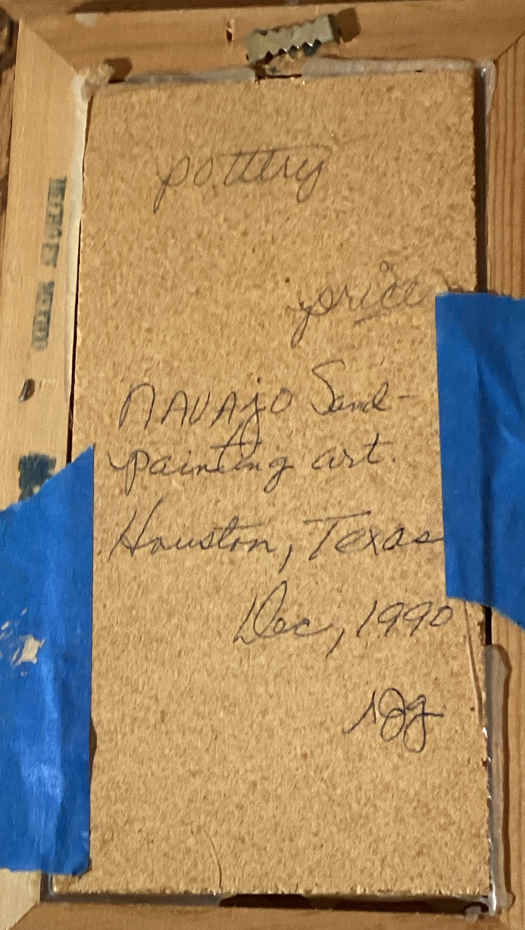 pottery
price
NAVAJO Sand-
painting art.
Houston, Texas
Dec, 1990